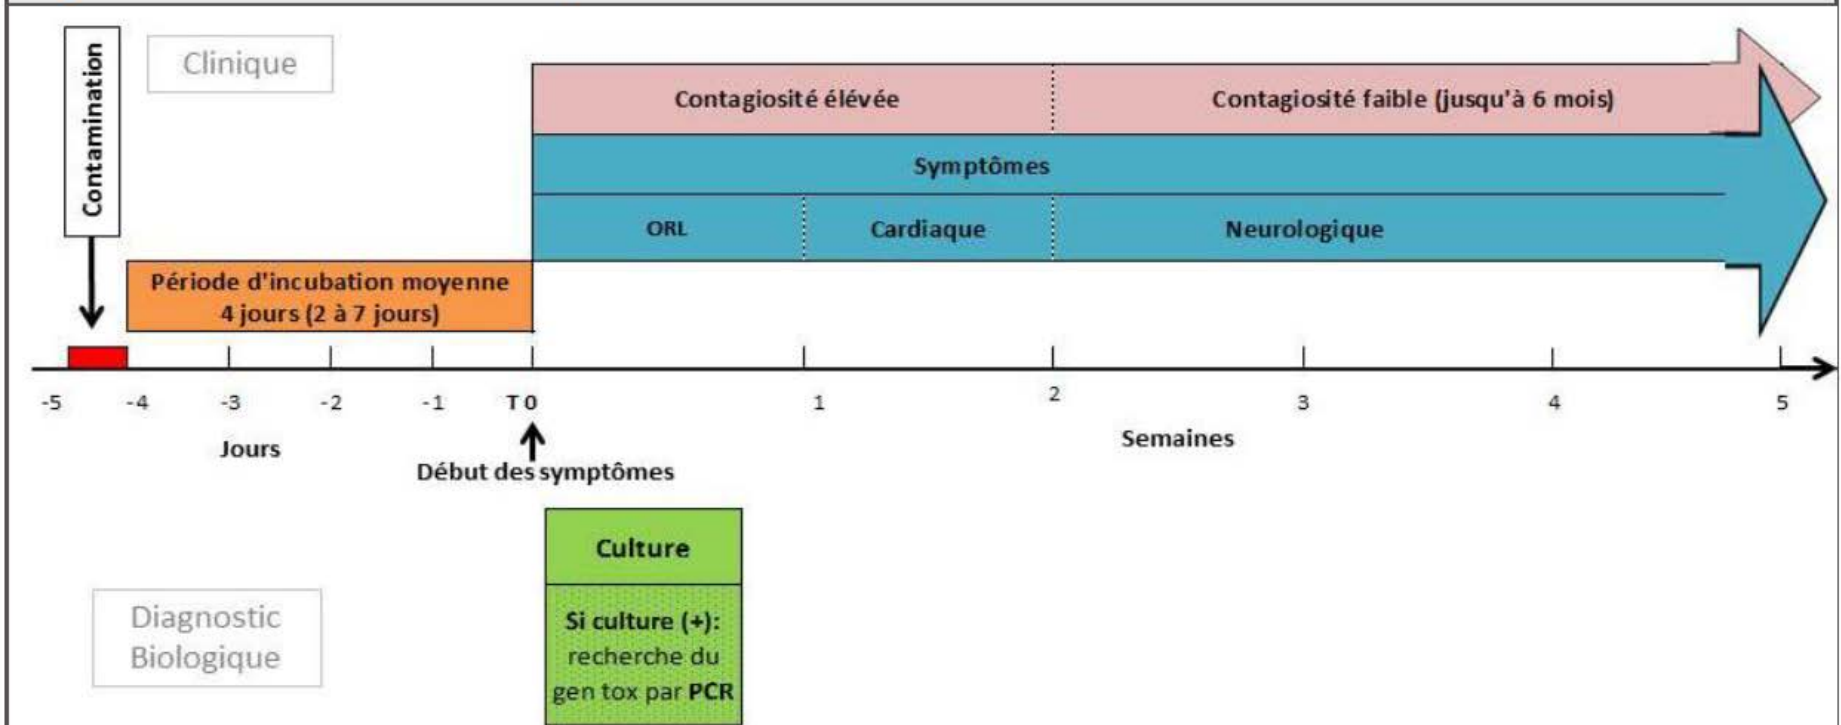 Contamination
Clinique
Contagiosité élévée
Contagiosité faible (jusqu'à 6 mois)
Symptômes
ORL
Cardiaque
Neurologique
Période d'incubation moyenne
4 jours (2 à 7 jours)
-5 -4 -3 -2 -1 T 0 1 2 3 4 5
Jours
Semaines
Début des symptômes
Culture
Si culture (+):
recherche du
gen tox par PCR
Diagnostic
Biologique